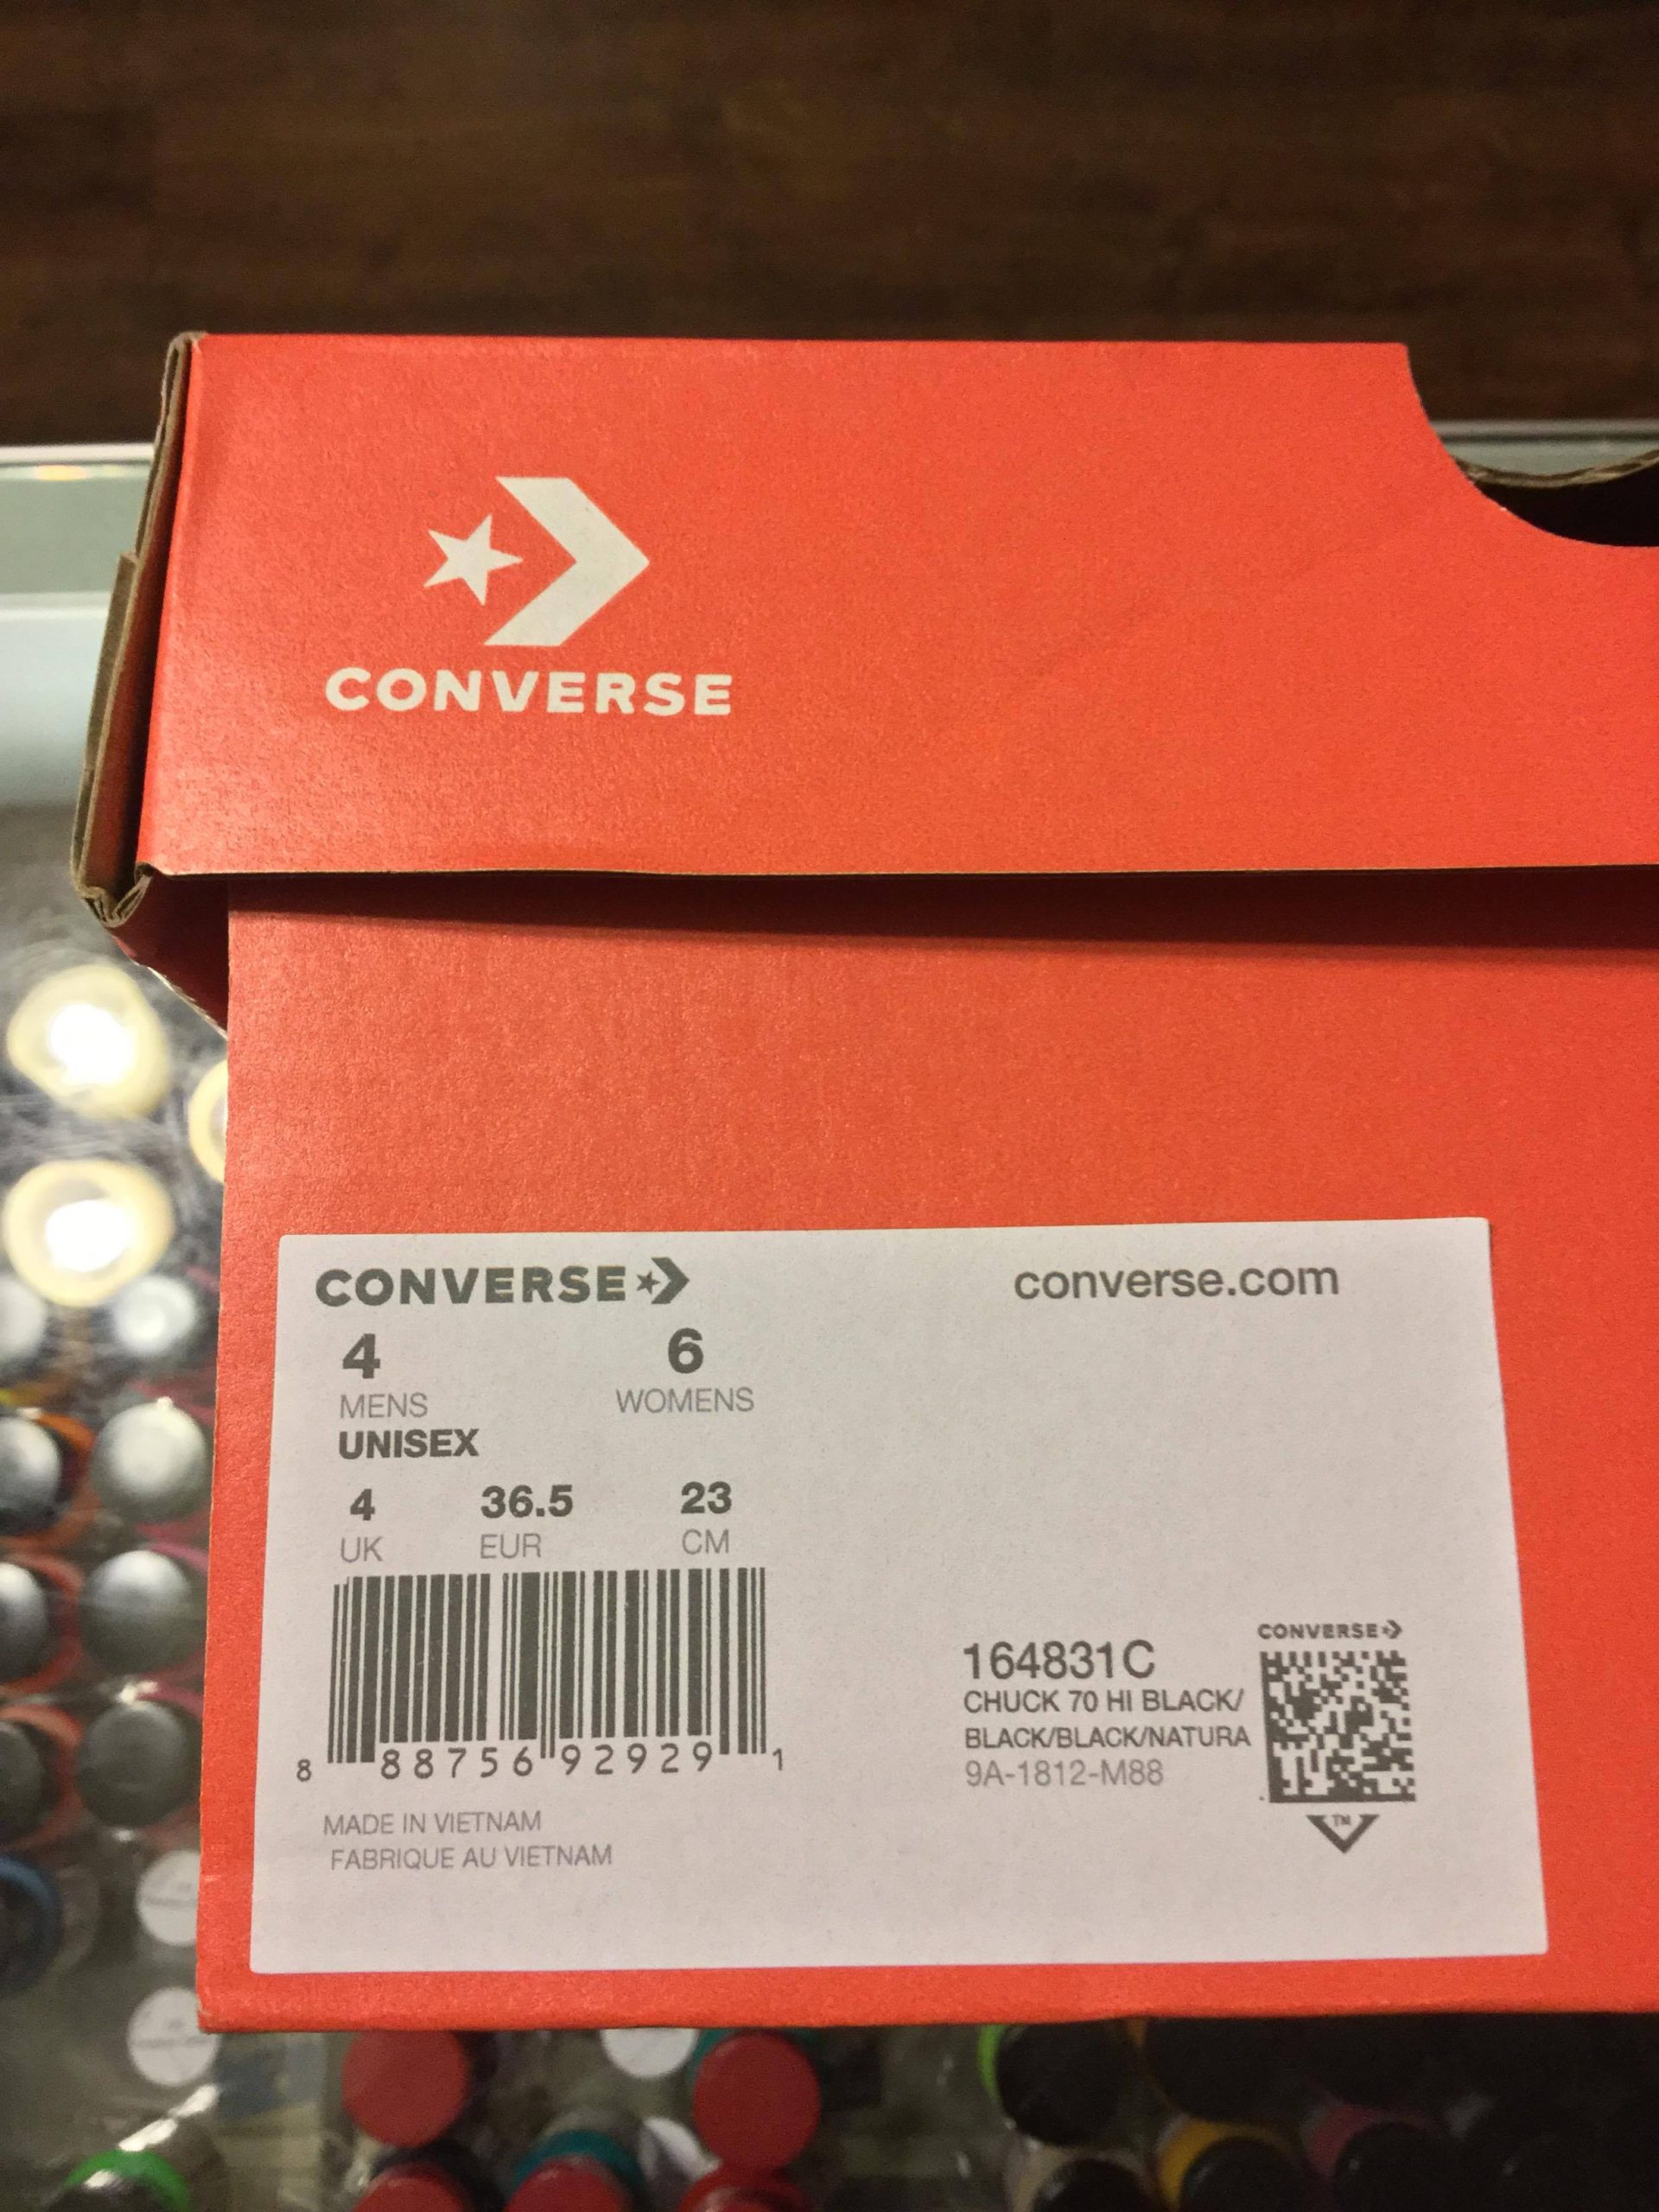 CONVERSE
CONVERSE
converse.com
4 6
MENS WOMENS
UNISEX
4 36.5 23
UK EUR CM
8 88756 92929 1
MADE IN VIETNAM
FABRIQUE AU VIETNAM
164831C
CHUCK 70 HI BLACK/
BLACK/BLACK/NATURA
9A-1812-M88
CONVERSE
TM